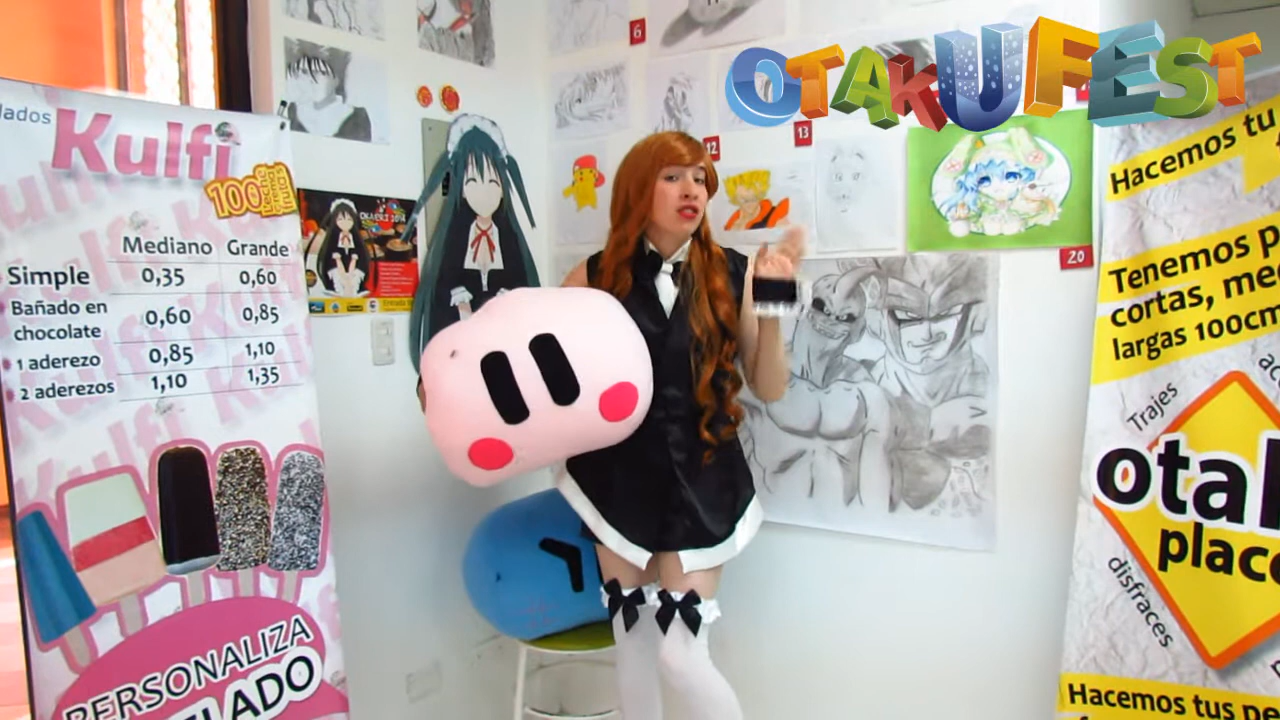 OTAKUFEST
lados
Kulfi
100%
Mediano Grande
Simple 0,35 0,60
Bañado en
chocolate 0,60 0,85
1 aderezo 0,85 1,10
2 aderezos 1,10 1,35
PERSONALIZA
ELADO
6
12
13
20
Hacemos tu
Tenemos p
cortas, me
largas 100cm
Trajes
otak
place
disfraces
Hacemos tus pe